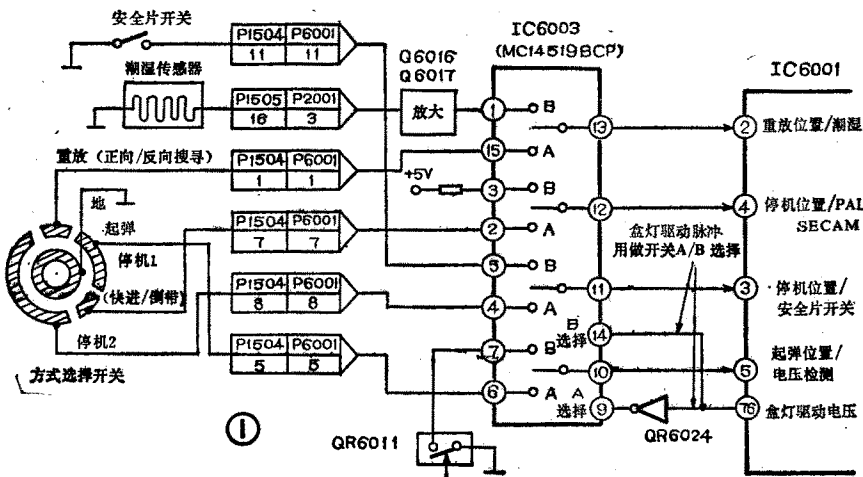 安全片开关
P1504 P6001
11 11
潮湿传感器
P1505 P2001
16 3
Q6016
Q6017
放大
重放(正向/反向搜寻)
P1504 P6001
1 1
+5V
地
起弹
P1504 P6001
7 7
停机1
(快进/倒带)
P1504 P6001
8 8
停机2
P1504 P6001
5 5
方式选择开关
①
QR6011
IC6003
(MC14519BCP)
① B
⑮ A
⑬
③ B
② A
⑫
⑤ B
④ A
⑪
B
选择
⑭
⑦ B
⑥ A
⑩
A
选择
⑨
QR6024
盒灯驱动脉冲
用做开关A/B选择
IC6001
② 重放位置/潮湿
④ 停机位置/PAL
SECAM
③ 停机位置/
安全片开关
⑤ 起弹位置/
电压检测
76 盒灯驱动电压